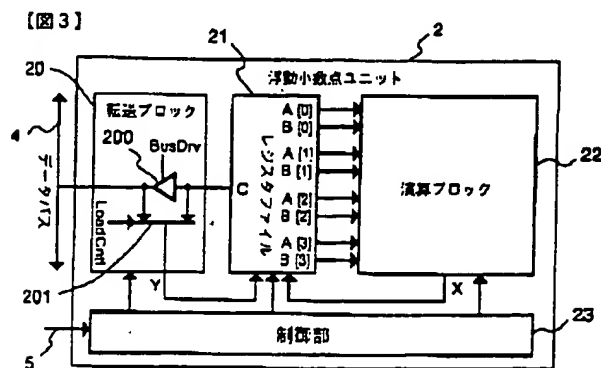 【図3】
21
2
20
浮動小数点ユニット
転送ブロック
4
200
BusDrv
データバス
LoadCntl
201
Y
C
レジスタファイル
A [0]
B [0]
A [1]
B [1]
A [2]
B [2]
A [3]
B [3]
演算ブロック
22
X
制御部
23
5